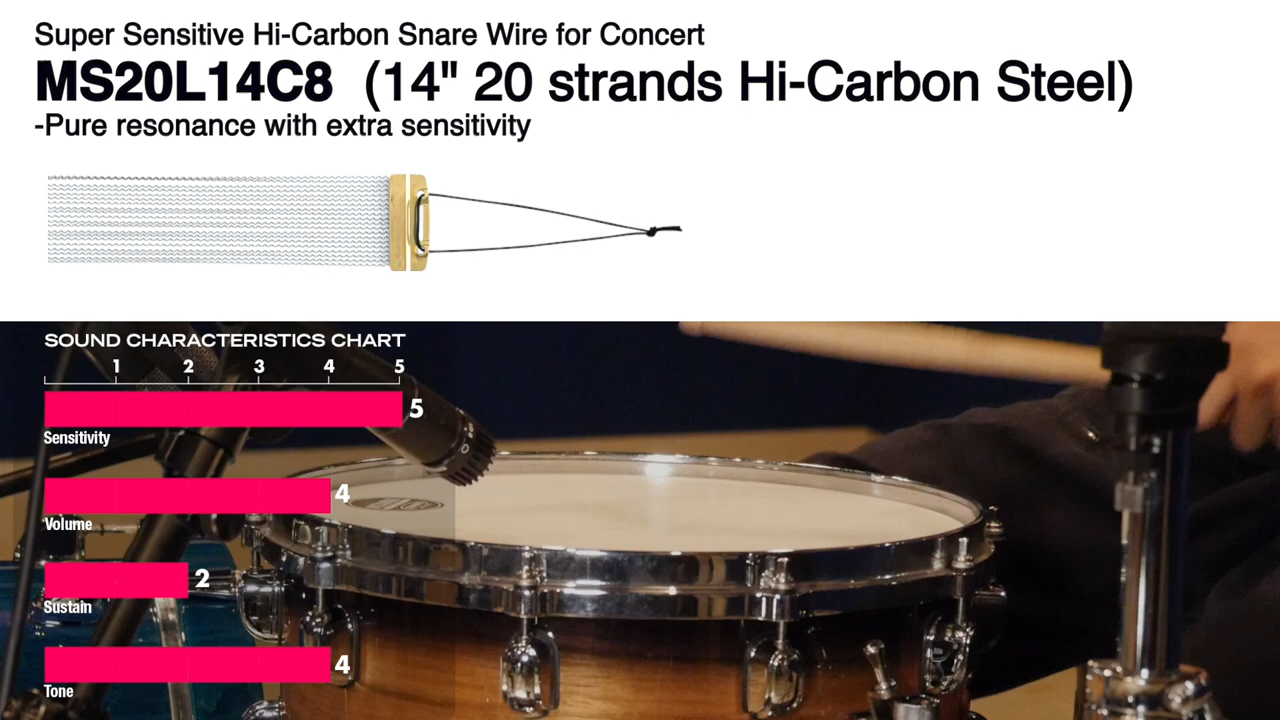 Super Sensitive Hi-Carbon Snare Wire for Concert
MS20L14C8 (14" 20 strands Hi-Carbon Steel)
-Pure resonance with extra sensitivity
SOUND CHARACTERISTICS CHART
1 2 3 4 5
5
Sensitivity
4
Volume
2
Sustain
4
Tone